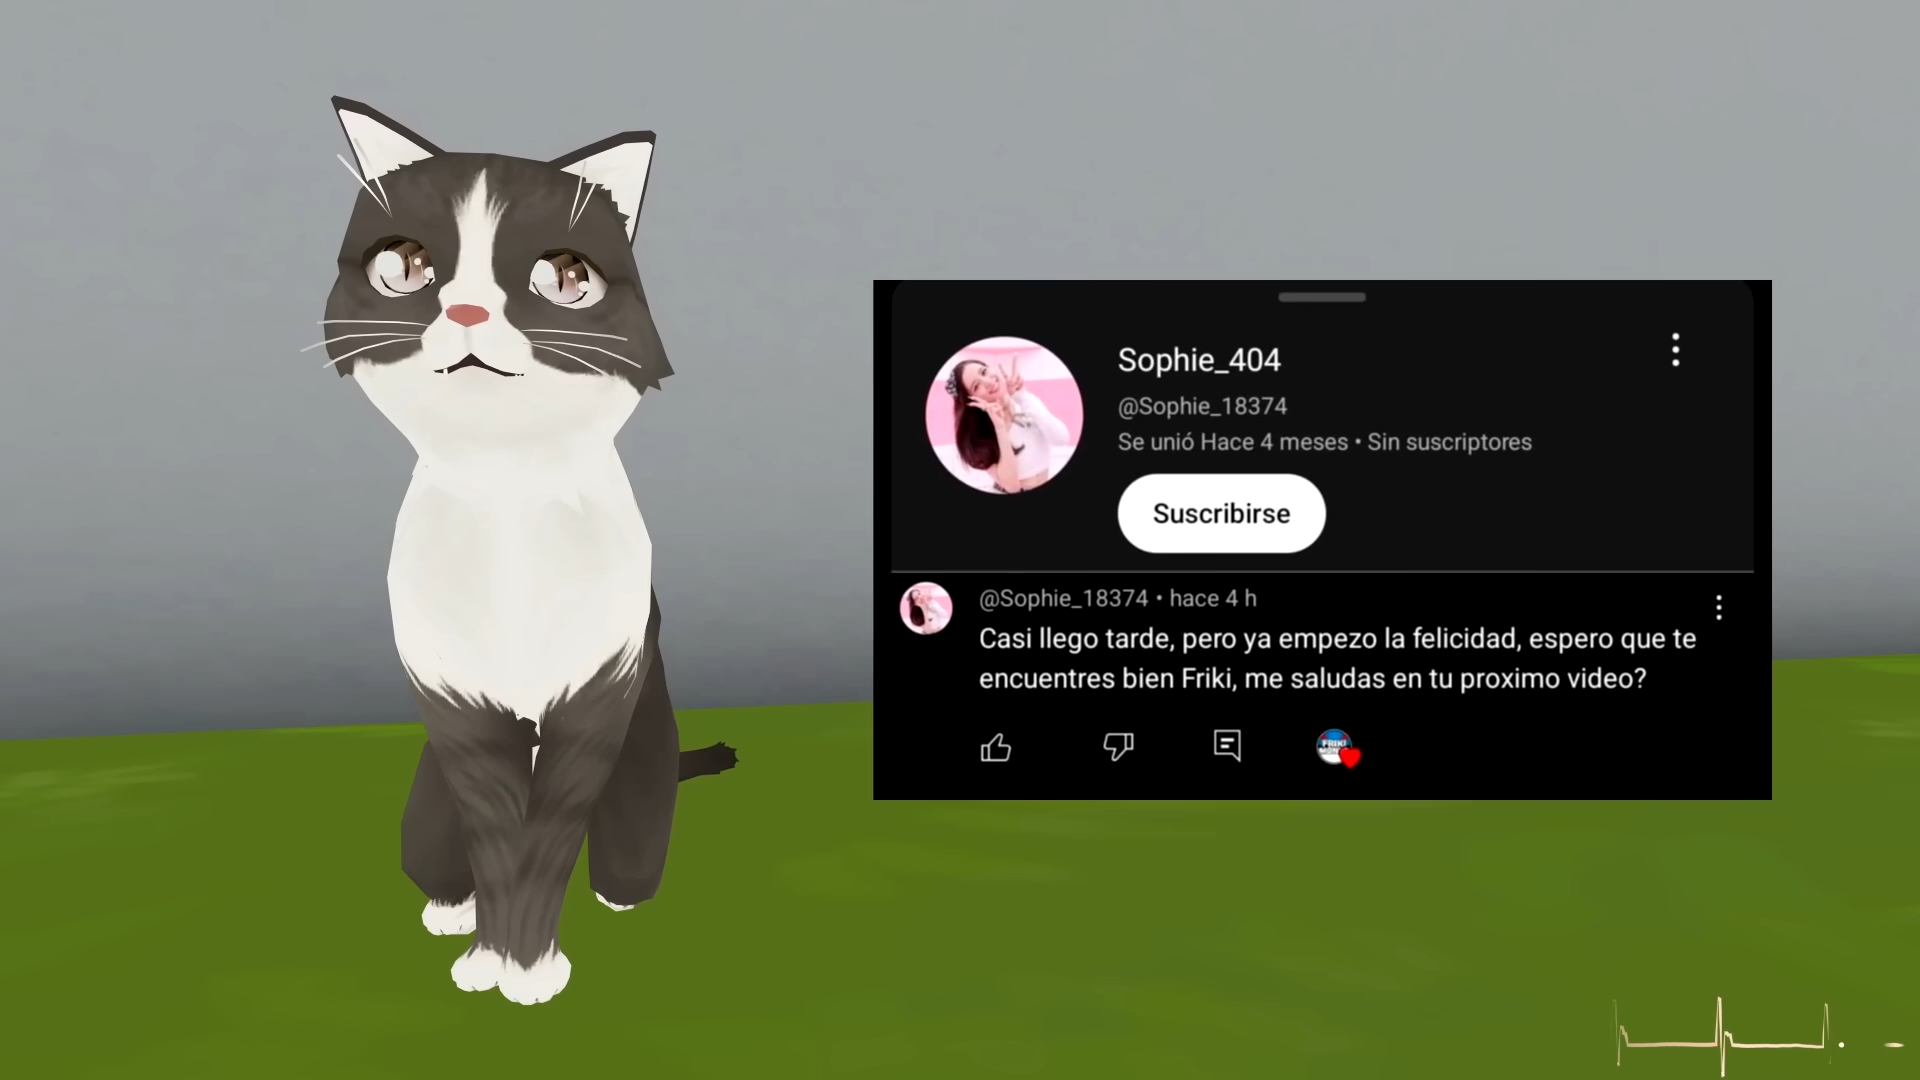 Sophie_404
@Sophie_18374
Se unió Hace 4 meses • Sin suscriptores
Suscribirse
@Sophie_18374 • hace 4 h
Casi llego tarde, pero ya empezo la felicidad, espero que te
encuentres bien Friki, me saludas en tu proximo video?
FRIKI